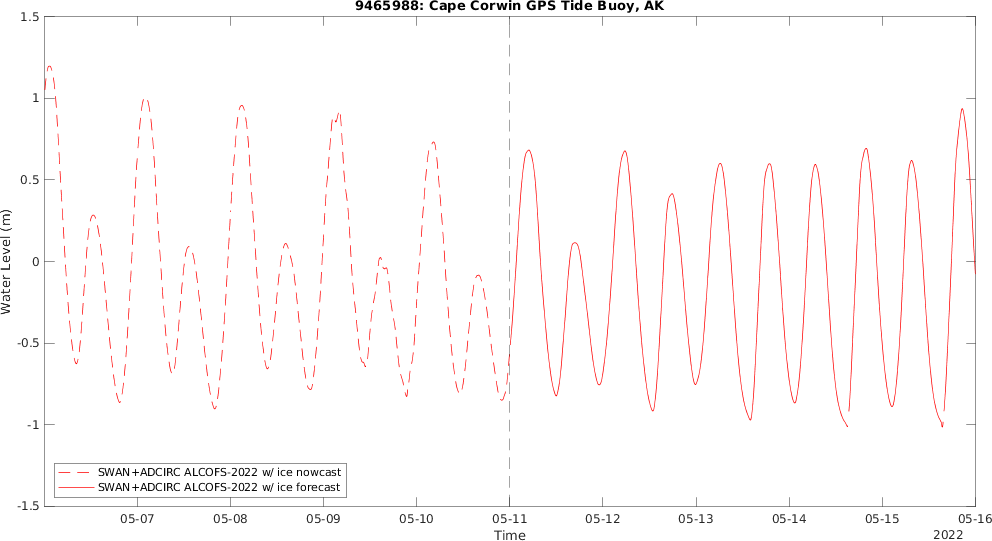 9465988: Cape Corwin GPS Tide Buoy, AK
1.5
1
0.5
0
-0.5
-1
-1.5
Water Level (m)
SWAN+ADCIRC ALCOFS-2022 w/ ice nowcast
SWAN+ADCIRC ALCOFS-2022 w/ ice forecast
05-07 05-08 05-09 05-10 05-11 05-12 05-13 05-14 05-15 05-16
Time
2022